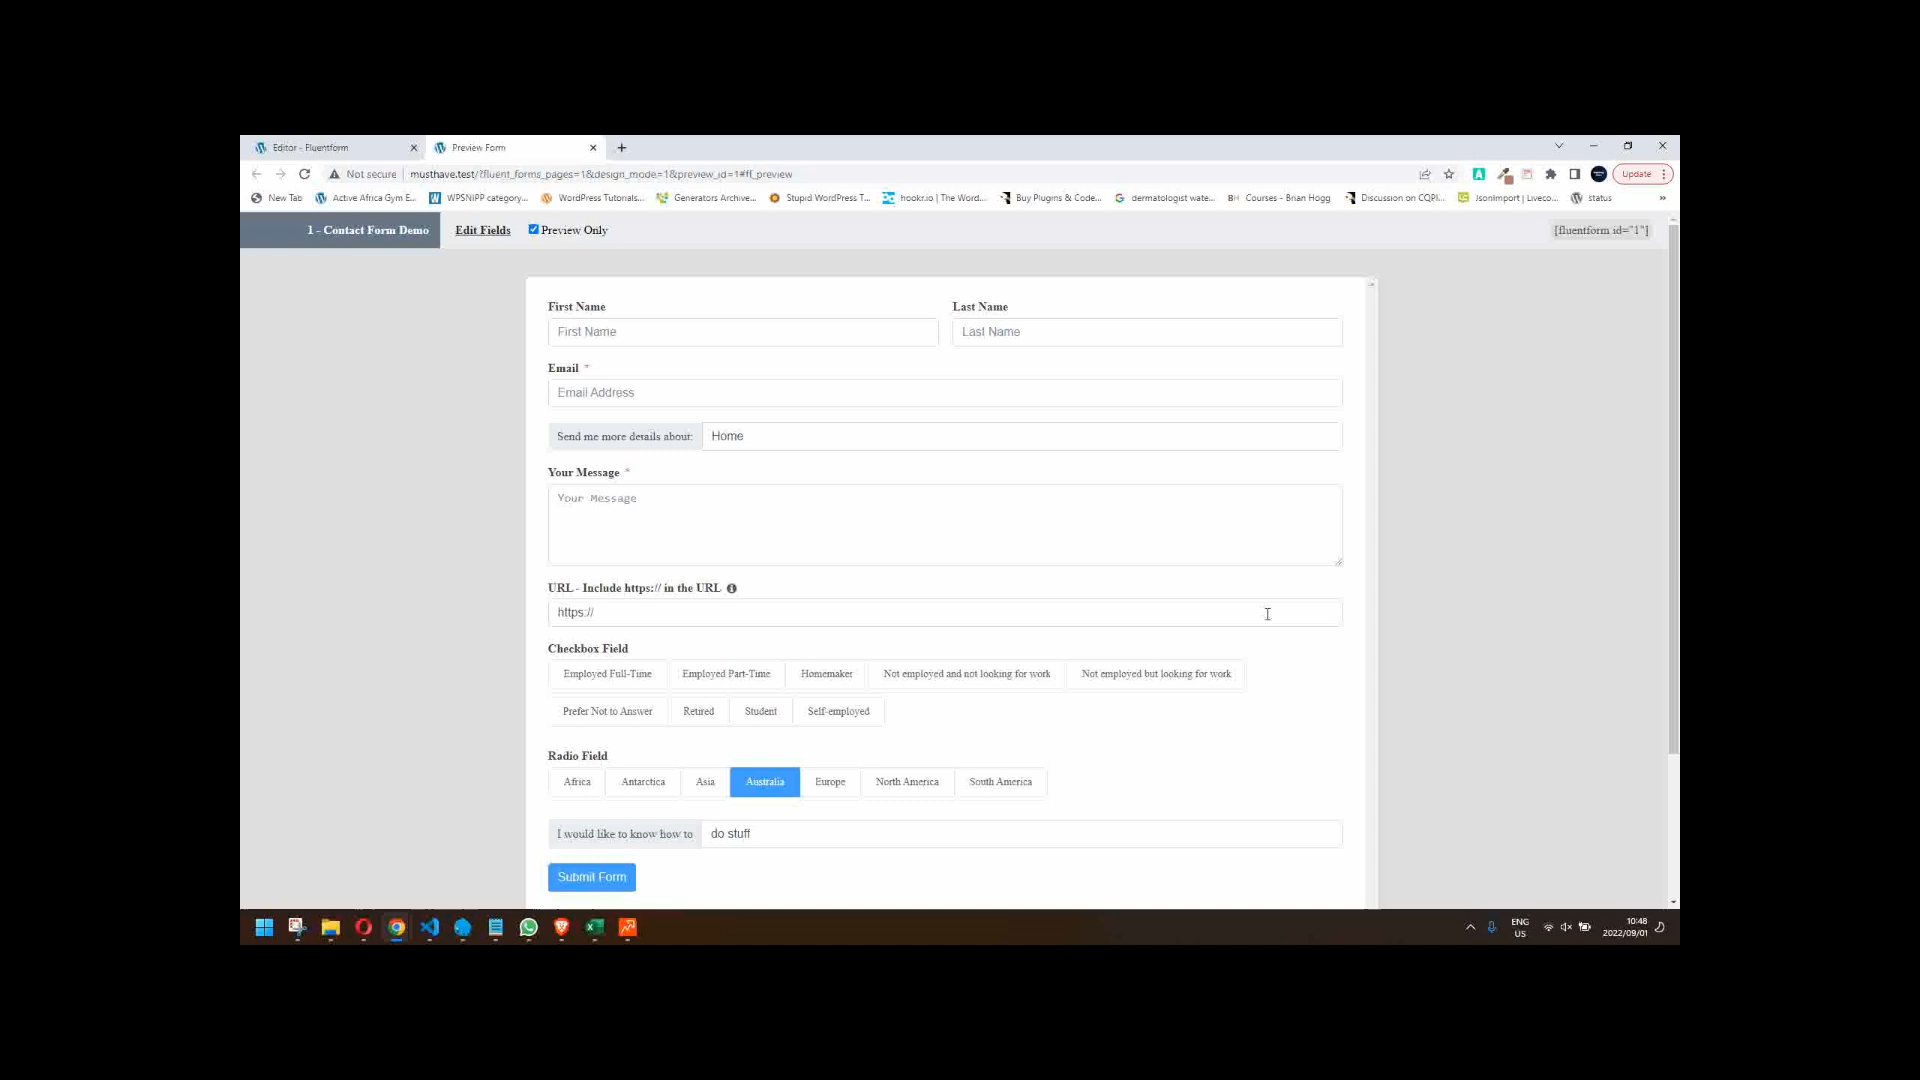 Editor - Fluentform
Preview Form
Not secure musthave.test/?fluent_forms_pages=1&design_mode=1&preview_id=1#ff_preview
Update
New Tab Active Africa Gym E... WPSNIPP category... WordPress Tutorials... Generators Archive... Stupid WordPress T... hookr.io | The Word... Buy Plugins & Code... dermatologist wate... BH Courses - Brian Hogg Discussion on CQPI... JsonImport | Liveco... status »
1 - Contact Form Demo Edit Fields Preview Only [fluentform id="1"]
First Name Last Name
First Name Last Name
Email *
Email Address
Send me more details about: Home
Your Message *
Your Message
URL - Include https:// in the URL
https://
Checkbox Field
Employed Full-Time Employed Part-Time Homemaker Not employed and not looking for work Not employed but looking for work
Prefer Not to Answer Retired Student Self-employed
Radio Field
Africa Antarctica Asia Australia Europe North America South America
I would like to know how to do stuff
Submit Form
ENG
US
10:48
2022/09/01